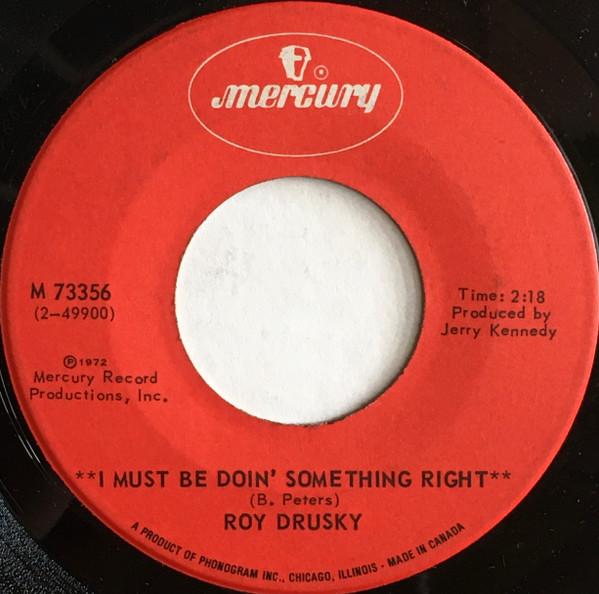 mercury
®
M 73356
(2-49900)
℗1972
Mercury Record
Productions, Inc.
Time: 2:18
Produced by
Jerry Kennedy
**I MUST BE DOIN' SOMETHING RIGHT**
(B. Peters)
ROY DRUSKY
A PRODUCT OF PHONOGRAM INC., CHICAGO, ILLINOIS - MADE IN CANADA